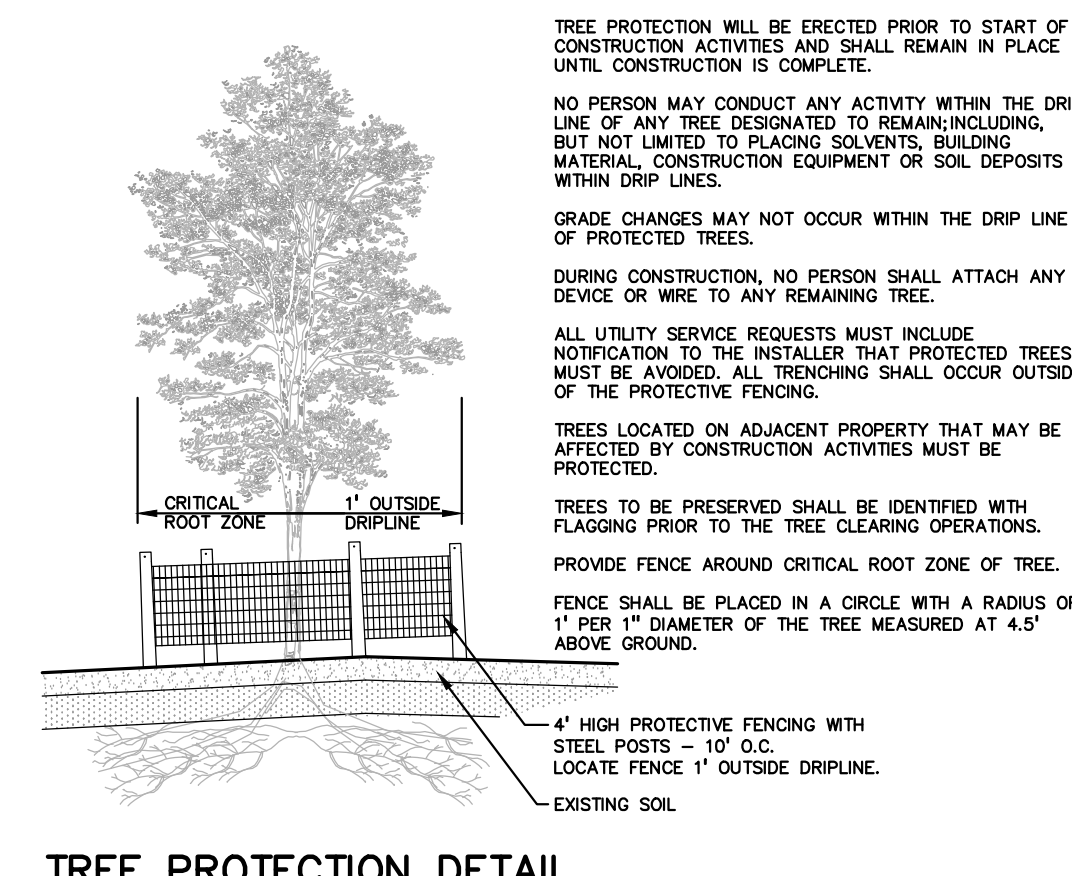 TREE PROTECTION WILL BE ERECTED PRIOR TO START OF
CONSTRUCTION ACTIVITIES AND SHALL REMAIN IN PLACE
UNTIL CONSTRUCTION IS COMPLETE.
NO PERSON MAY CONDUCT ANY ACTIVITY WITHIN THE DRI
LINE OF ANY TREE DESIGNATED TO REMAIN;INCLUDING,
BUT NOT LIMITED TO PLACING SOLVENTS, BUILDING
MATERIAL, CONSTRUCTION EQUIPMENT OR SOIL DEPOSITS
WITHIN DRIP LINES.
GRADE CHANGES MAY NOT OCCUR WITHIN THE DRIP LINE
OF PROTECTED TREES.
DURING CONSTRUCTION, NO PERSON SHALL ATTACH ANY
DEVICE OR WIRE TO ANY REMAINING TREE.
ALL UTILITY SERVICE REQUESTS MUST INCLUDE
NOTIFICATION TO THE INSTALLER THAT PROTECTED TREES
MUST BE AVOIDED. ALL TRENCHING SHALL OCCUR OUTSID
OF THE PROTECTIVE FENCING.
TREES LOCATED ON ADJACENT PROPERTY THAT MAY BE
AFFECTED BY CONSTRUCTION ACTIVITIES MUST BE
PROTECTED.
TREES TO BE PRESERVED SHALL BE IDENTIFIED WITH
FLAGGING PRIOR TO THE TREE CLEARING OPERATIONS.
PROVIDE FENCE AROUND CRITICAL ROOT ZONE OF TREE.
FENCE SHALL BE PLACED IN A CIRCLE WITH A RADIUS OF
1' PER 1" DIAMETER OF THE TREE MEASURED AT 4.5'
ABOVE GROUND.
CRITICAL
ROOT ZONE
1' OUTSIDE
DRIPLINE
4' HIGH PROTECTIVE FENCING WITH
STEEL POSTS – 10' O.C.
LOCATE FENCE 1' OUTSIDE DRIPLINE.
EXISTING SOIL
TREE PROTECTION DETAIL